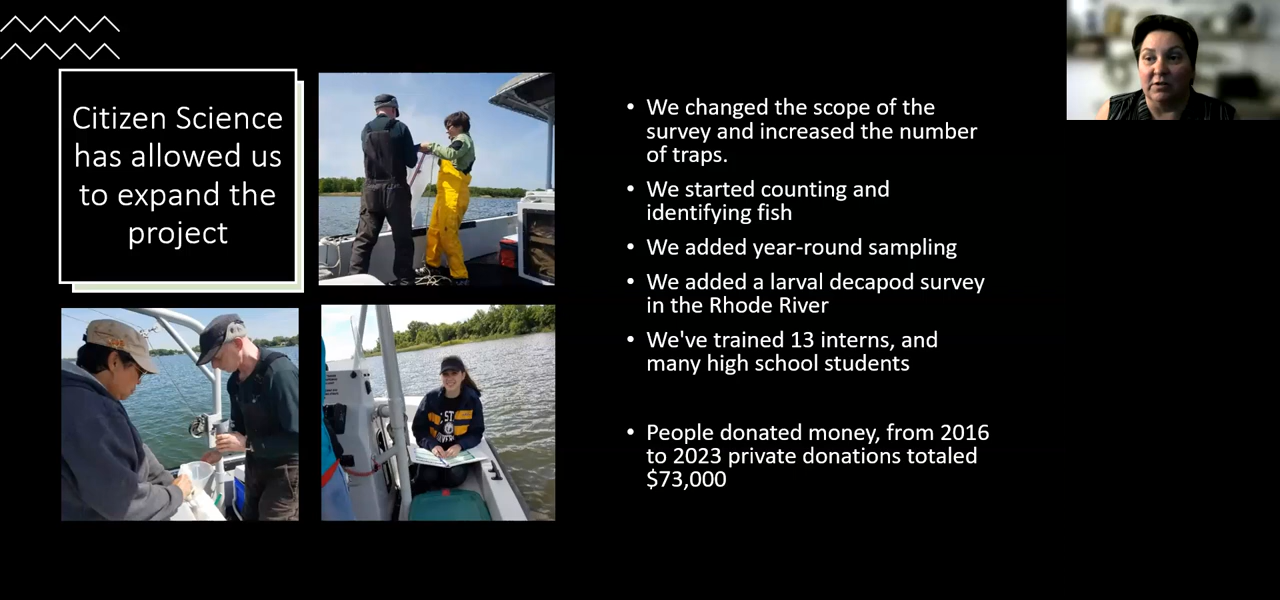 Citizen Science
has allowed us
to expand the
project
• We changed the scope of the
survey and increased the number
of traps.
• We started counting and
identifying fish
• We added year-round sampling
• We added a larval decapod survey
in the Rhode River
• We've trained 13 interns, and
many high school students
• People donated money, from 2016
to 2023 private donations totaled
$73,000